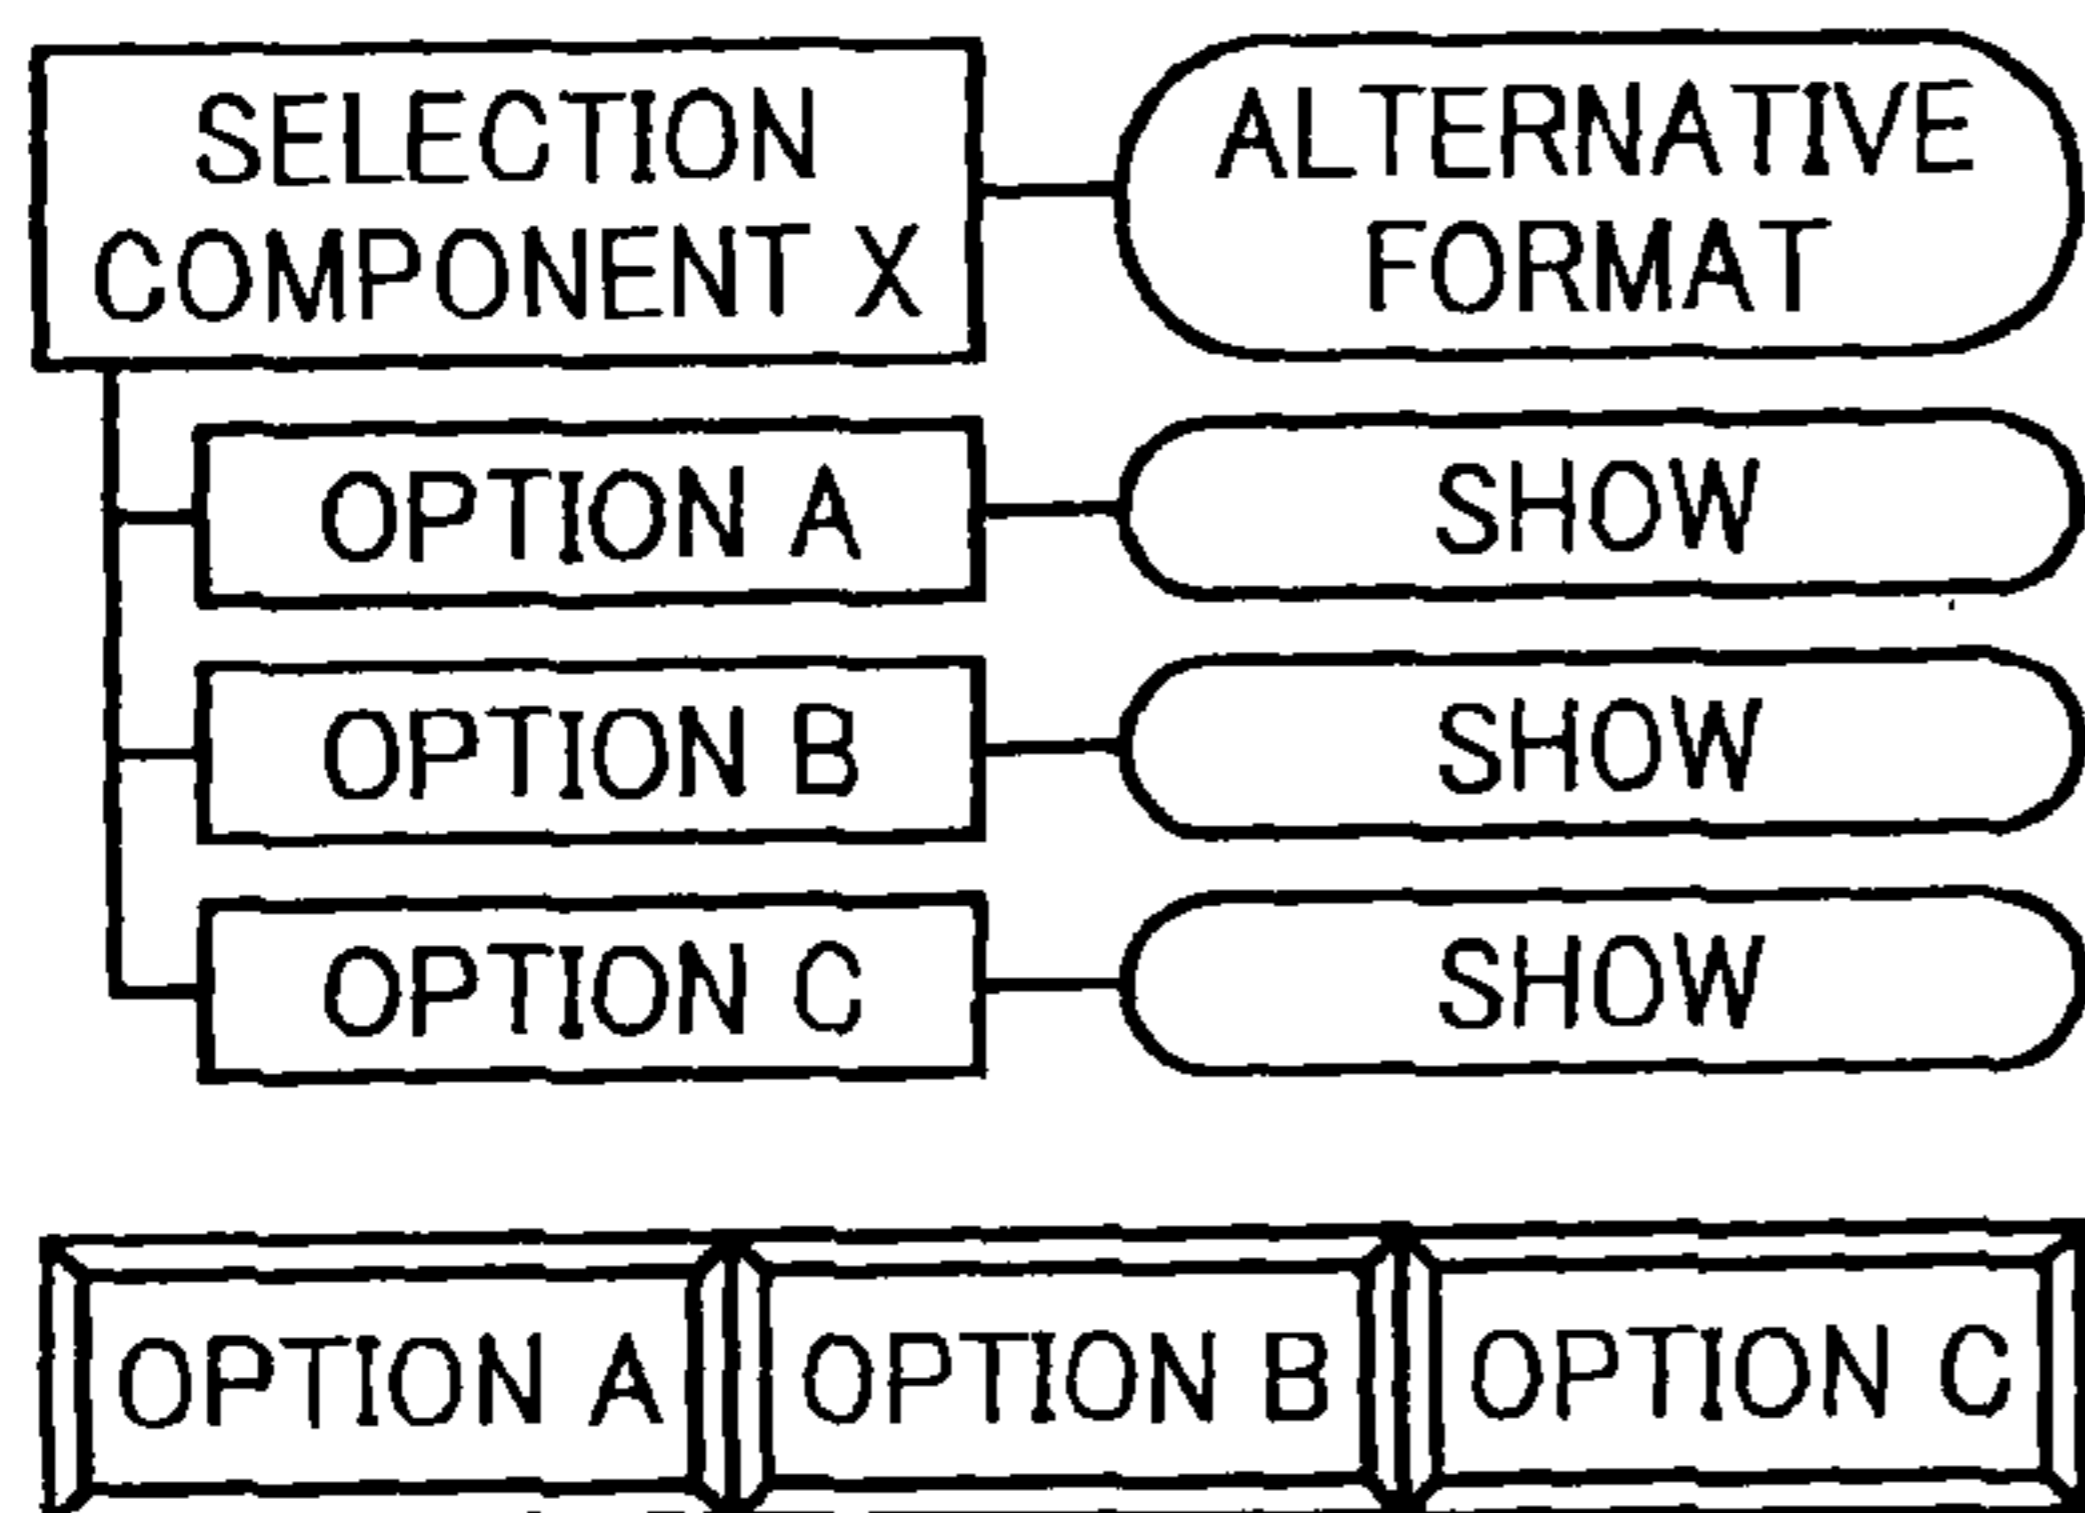 SELECTION
COMPONENT X
ALTERNATIVE
FORMAT
OPTION A
SHOW
OPTION B
SHOW
OPTION C
SHOW
OPTION A
OPTION B
OPTION C